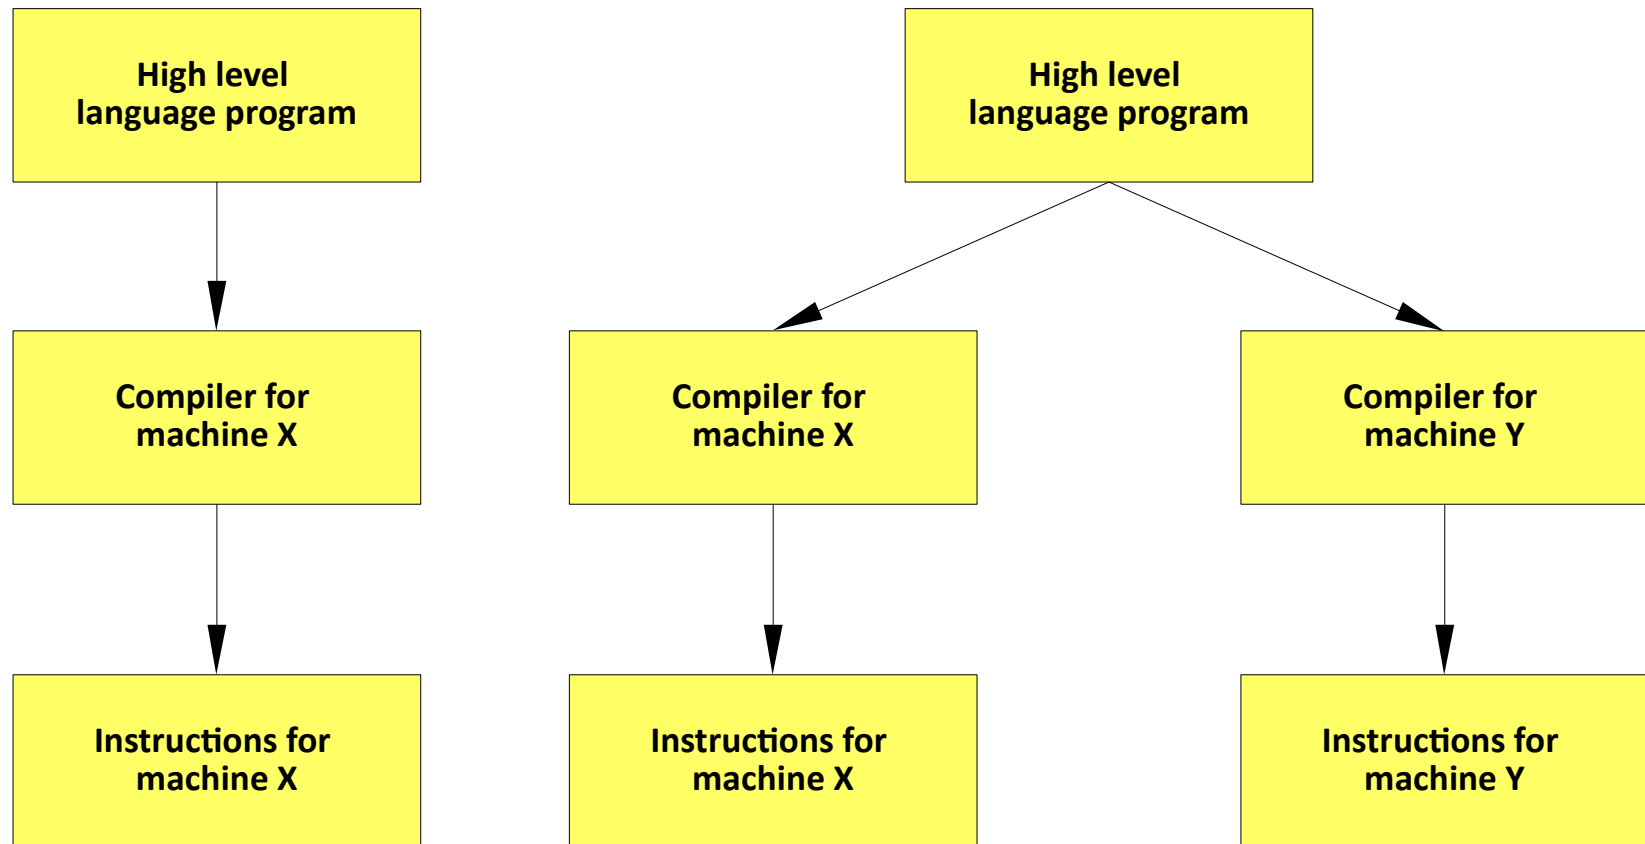 High level
language program
High level
language program
Compiler for
machine X
Compiler for
machine X
Compiler for
machine Y
Instructions for
machine X
Instructions for
machine X
Instructions for
machine Y